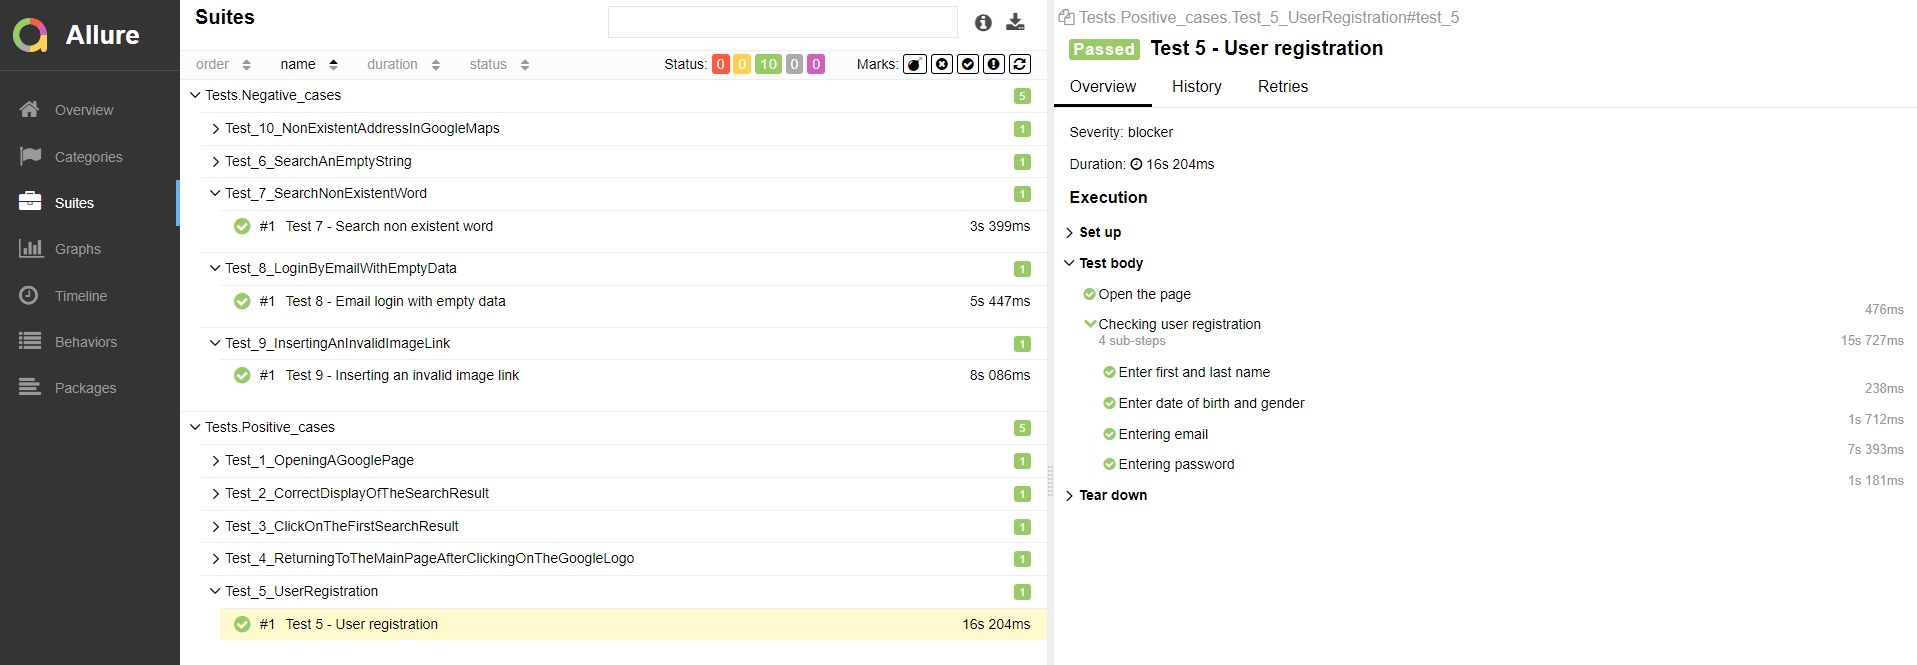 Allure
Overview
Categories
Suites
Graphs
Timeline
Behaviors
Packages
Suites
order name duration status Status: 0 0 10 0 0 Marks:
Tests.Negative_cases 5
Test_10_NonExistentAddressInGoogleMaps 1
Test_6_SearchAnEmptyString 1
Test_7_SearchNonExistentWord 1
#1 Test 7 - Search non existent word 3s 399ms
Test_8_LoginByEmailWithEmptyData 1
#1 Test 8 - Email login with empty data 5s 447ms
Test_9_InsertingAnInvalidImageLink 1
#1 Test 9 - Inserting an invalid image link 8s 086ms
Tests.Positive_cases 5
Test_1_OpeningAGooglePage 1
Test_2_CorrectDisplayOfTheSearchResult 1
Test_3_ClickOnTheFirstSearchResult 1
Test_4_ReturningToTheMainPageAfterClickingOnTheGoogleLogo 1
Test_5_UserRegistration 1
#1 Test 5 - User registration 16s 204ms
Tests.Positive_cases.Test_5_UserRegistration#test_5
Passed Test 5 - User registration
Overview History Retries
Severity: blocker
Duration: 16s 204ms
Execution
Set up
Test body
Open the page
476ms
Checking user registration
4 sub-steps 15s 727ms
Enter first and last name
238ms
Enter date of birth and gender
1s 712ms
Entering email
7s 393ms
Entering password
1s 181ms
Tear down